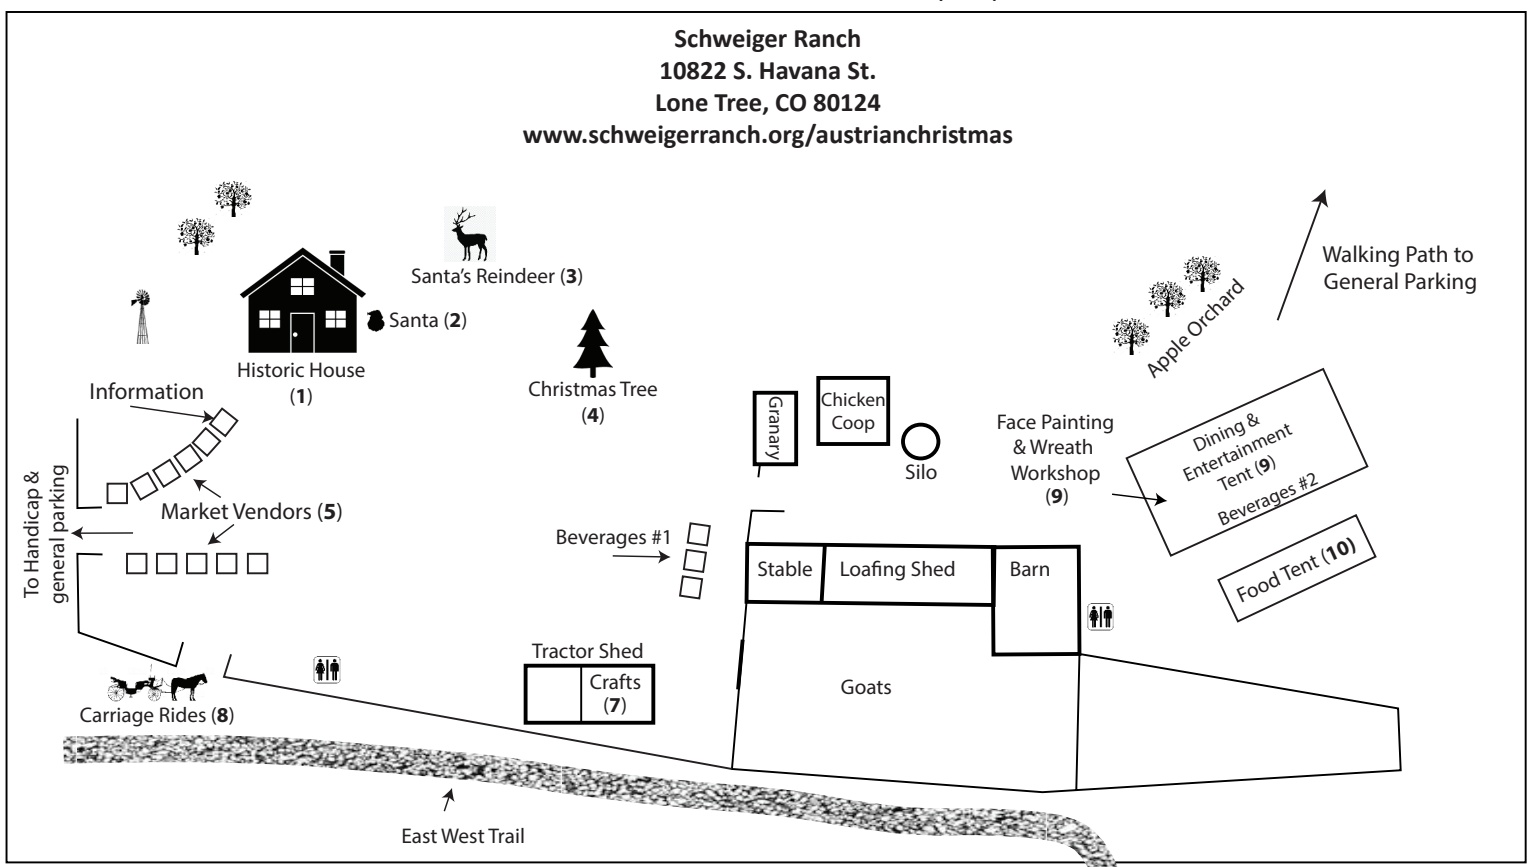 Schweiger Ranch
10822 S. Havana St.
Lone Tree, CO 80124
www.schweigerranch.org/austrianchristmas
Santa’s Reindeer (3)
Santa (2)
Historic House
(1)
Christmas Tree
(4)
Information
Market Vendors (5)
To Handicap &
general parking
Walking Path to
General Parking
Apple Orchard
Granary
Chicken
Coop
Silo
Face Painting
& Wreath
Workshop
(9)
Dining &
Entertainment
Tent (9)
Beverages #2
Food Tent (10)
Beverages #1
Stable
Loafing Shed
Barn
Tractor Shed
Crafts
(7)
Goats
Carriage Rides (8)
East West Trail